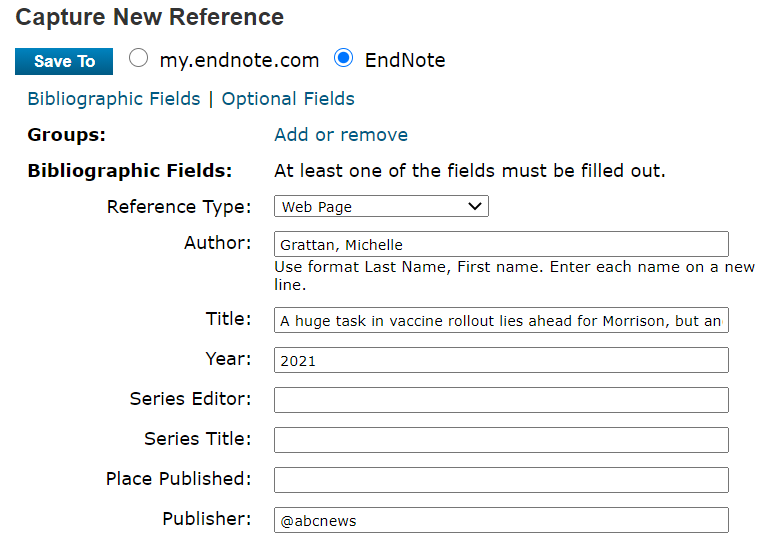 Capture New Reference
Save To my.endnote.com EndNote
Bibliographic Fields | Optional Fields
Groups: Add or remove
Bibliographic Fields: At least one of the fields must be filled out.
Reference Type: Web Page
Author: Grattan, Michelle
Use format Last Name, First name. Enter each name on a new
line.
Title: A huge task in vaccine rollout lies ahead for Morrison, but an
Year: 2021
Series Editor:
Series Title:
Place Published:
Publisher: @abcnews